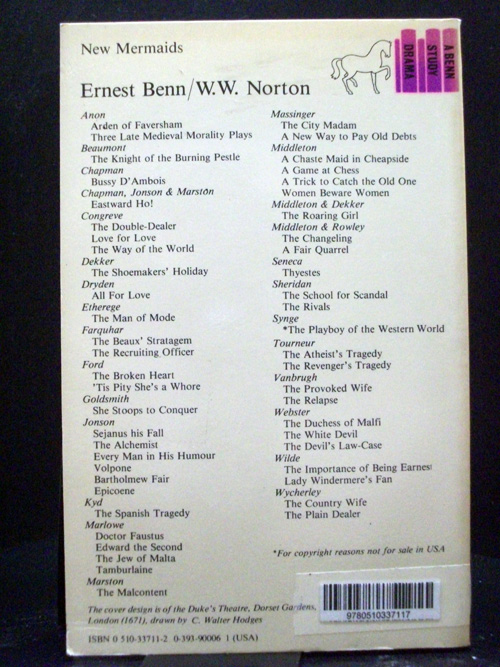 New Mermaids
A BENN
STUDY
DRAMA
Ernest Benn/W.W. Norton
Anon
Arden of Faversham
Three Late Medieval Morality Plays
Beaumont
The Knight of the Burning Pestle
Chapman
Bussy D'Ambois
Chapman, Jonson & Marston
Eastward Ho!
Congreve
The Double-Dealer
Love for Love
The Way of the World
Dekker
The Shoemakers' Holiday
Dryden
All For Love
Etherege
The Man of Mode
Farquhar
The Beaux' Stratagem
The Recruiting Officer
Ford
The Broken Heart
'Tis Pity She's a Whore
Goldsmith
She Stoops to Conquer
Jonson
Sejanus his Fall
The Alchemist
Every Man in His Humour
Volpone
Bartholmew Fair
Epicoene
Kyd
The Spanish Tragedy
Marlowe
Doctor Faustus
Edward the Second
The Jew of Malta
Tamburlaine
Marston
The Malcontent
Massinger
The City Madam
A New Way to Pay Old Debts
Middleton
A Chaste Maid in Cheapside
A Game at Chess
A Trick to Catch the Old One
Women Beware Women
Middleton & Dekker
The Roaring Girl
Middleton & Rowley
The Changeling
A Fair Quarrel
Seneca
Thyestes
Sheridan
The School for Scandal
The Rivals
Synge
*The Playboy of the Western World
Tourneur
The Atheist's Tragedy
The Revenger's Tragedy
Vanbrugh
The Provoked Wife
The Relapse
Webster
The Duchess of Malfi
The White Devil
The Devil's Law-Case
Wilde
The Importance of Being Earnest
Lady Windermere's Fan
Wycherley
The Country Wife
The Plain Dealer
*For copyright reasons not for sale in USA
The cover design is of the Duke's Theatre, Dorset Gardens,
London (1671), drawn by C. Walter Hodges
ISBN 0 510-33711-2 0-393-90006 1 (USA)
9780510337117